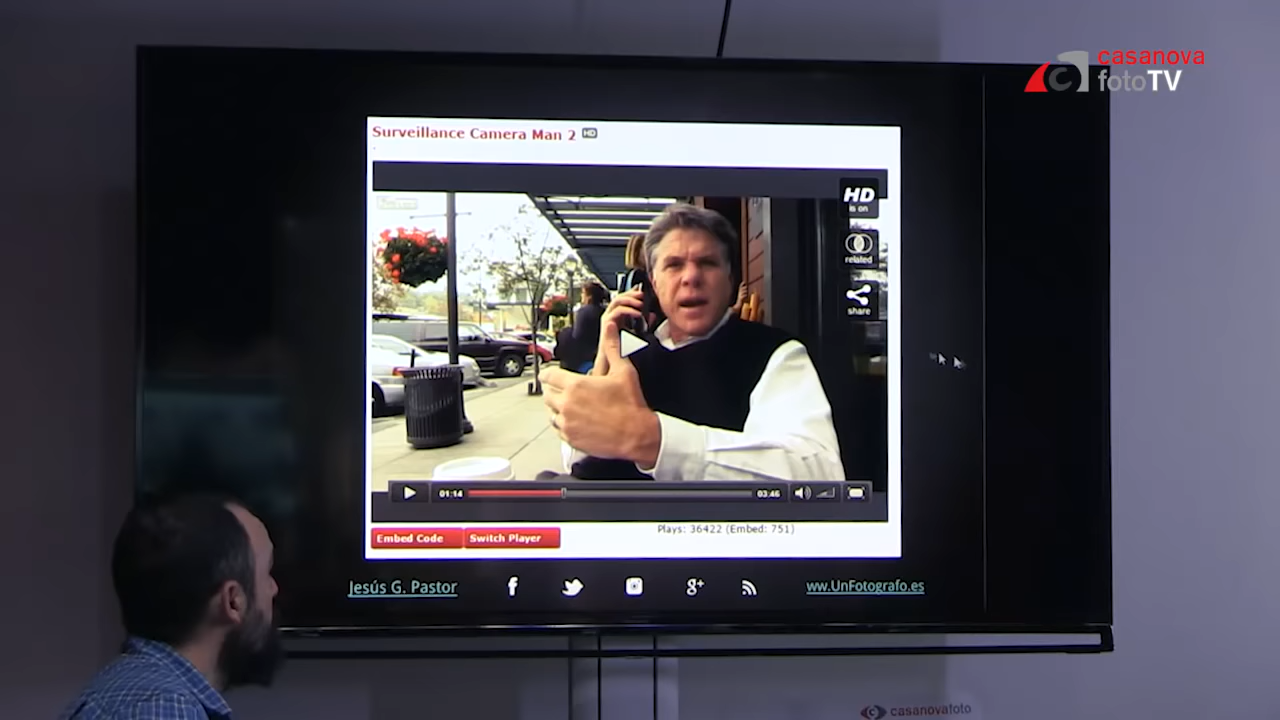 casanova
fotoTV
Surveillance Camera Man 2 HD
HD
is on
related
share
01:14
03:46
Plays: 36422 (Embed: 751)
Embed Code
Switch Player
Jesús G. Pastor
f
g+
ww.UnFotografo.es
casanovafoto